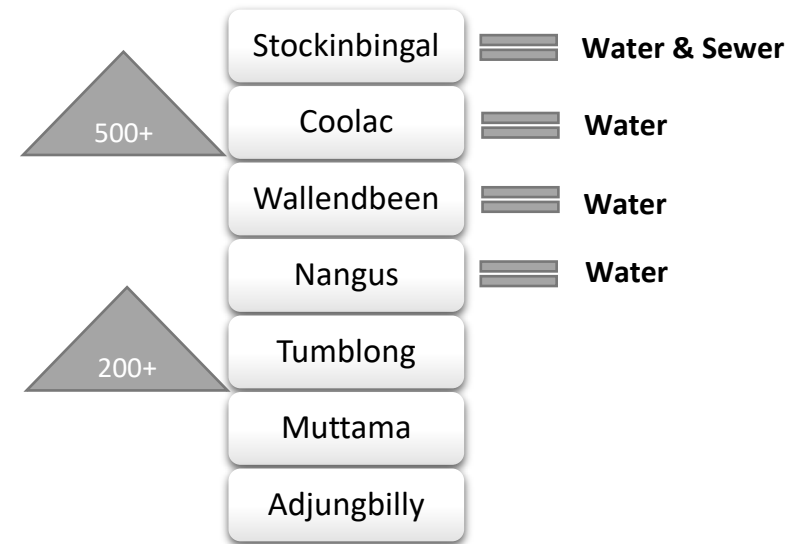 Stockinbingal
Water & Sewer
500+
Coolac
Water
Wallendbeen
Water
Nangus
Water
200+
Tumblong
Muttama
Adjungbilly